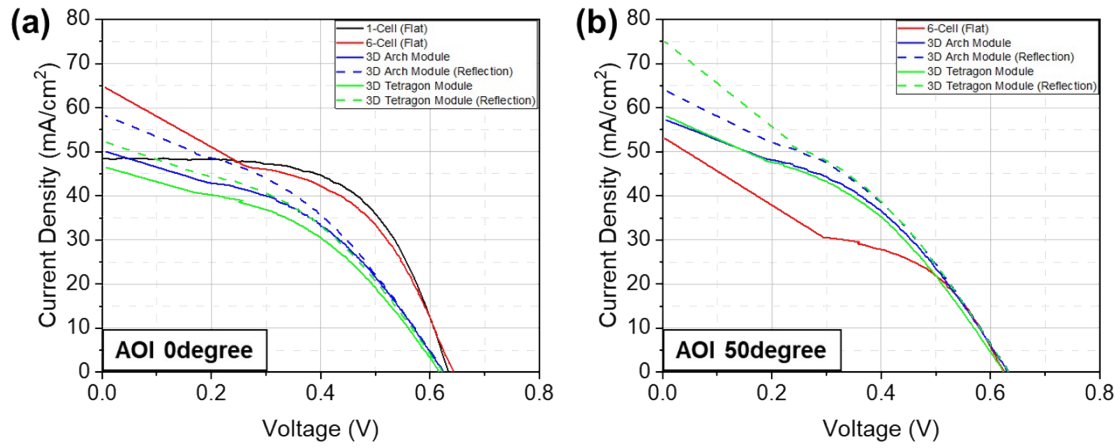 (a)
80
70
60
50
40
30
20
10
0
Current Density (mA/cm²)
1-Cell (Flat)
6-Cell (Flat)
3D Arch Module
3D Arch Module (Reflection)
3D Tetragon Module
3D Tetragon Module (Reflection)
AOI 0degree
0.0 0.2 0.4 0.6 0.8
Voltage (V)
(b)
80
70
60
50
40
30
20
10
0
Current Density (mA/cm²)
6-Cell (Flat)
3D Arch Module
3D Arch Module (Reflection)
3D Tetragon Module
3D Tetragon Module (Reflection)
AOI 50degree
0.0 0.2 0.4 0.6 0.8
Voltage (V)